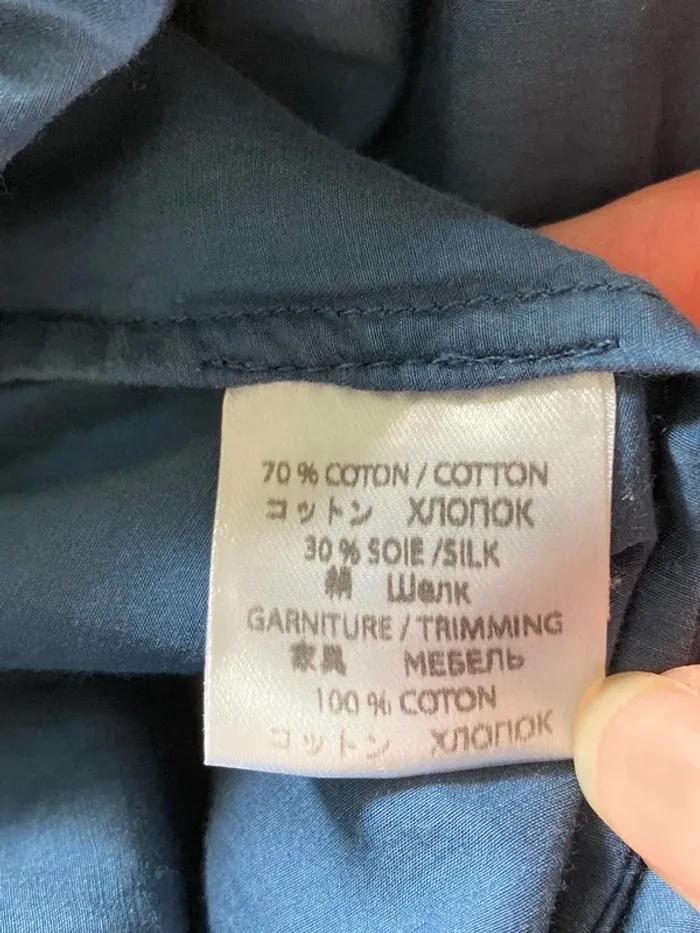 70 % COTON / COTTON
コットン ХЛОПОК
30 % SOIE /SILK
絹 Шелк
GARNITURE / TRIMMING
家具 МЕБЕЛЬ
100 % COTON
コットン ХЛОПОК